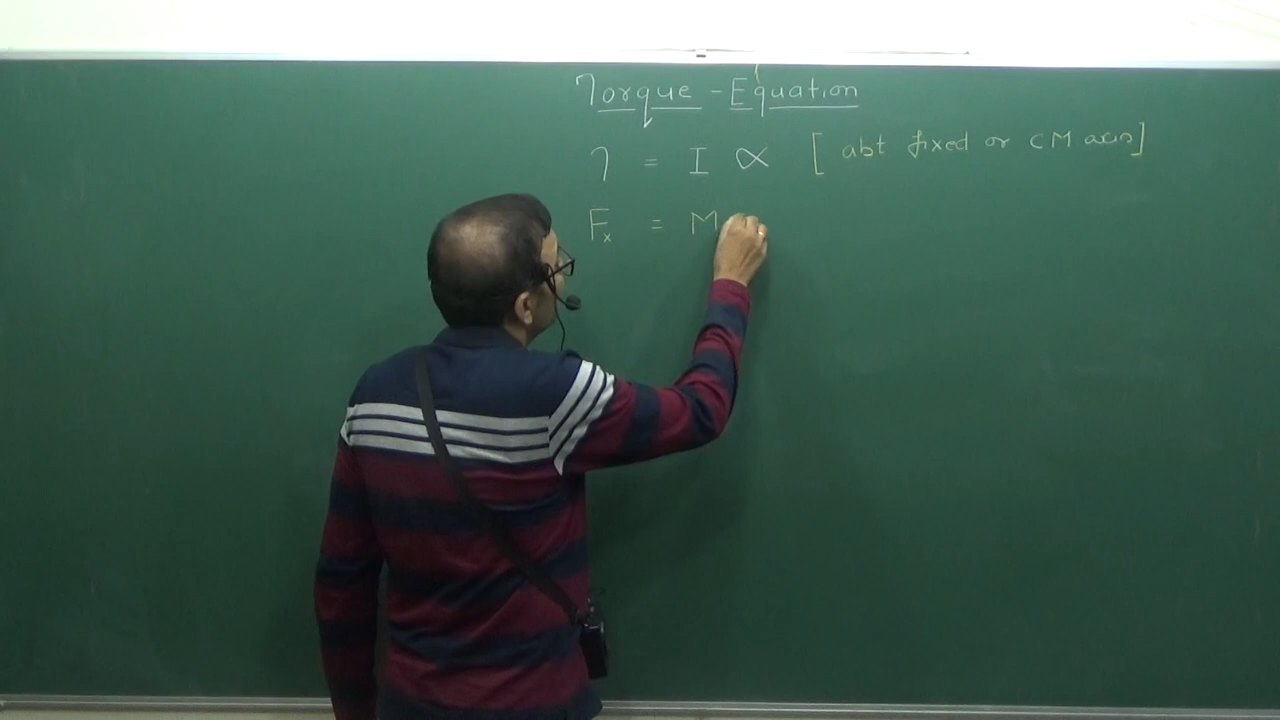 Torque - Equation
τ = I α [ abt fixed or CM axis ]
Fx = M